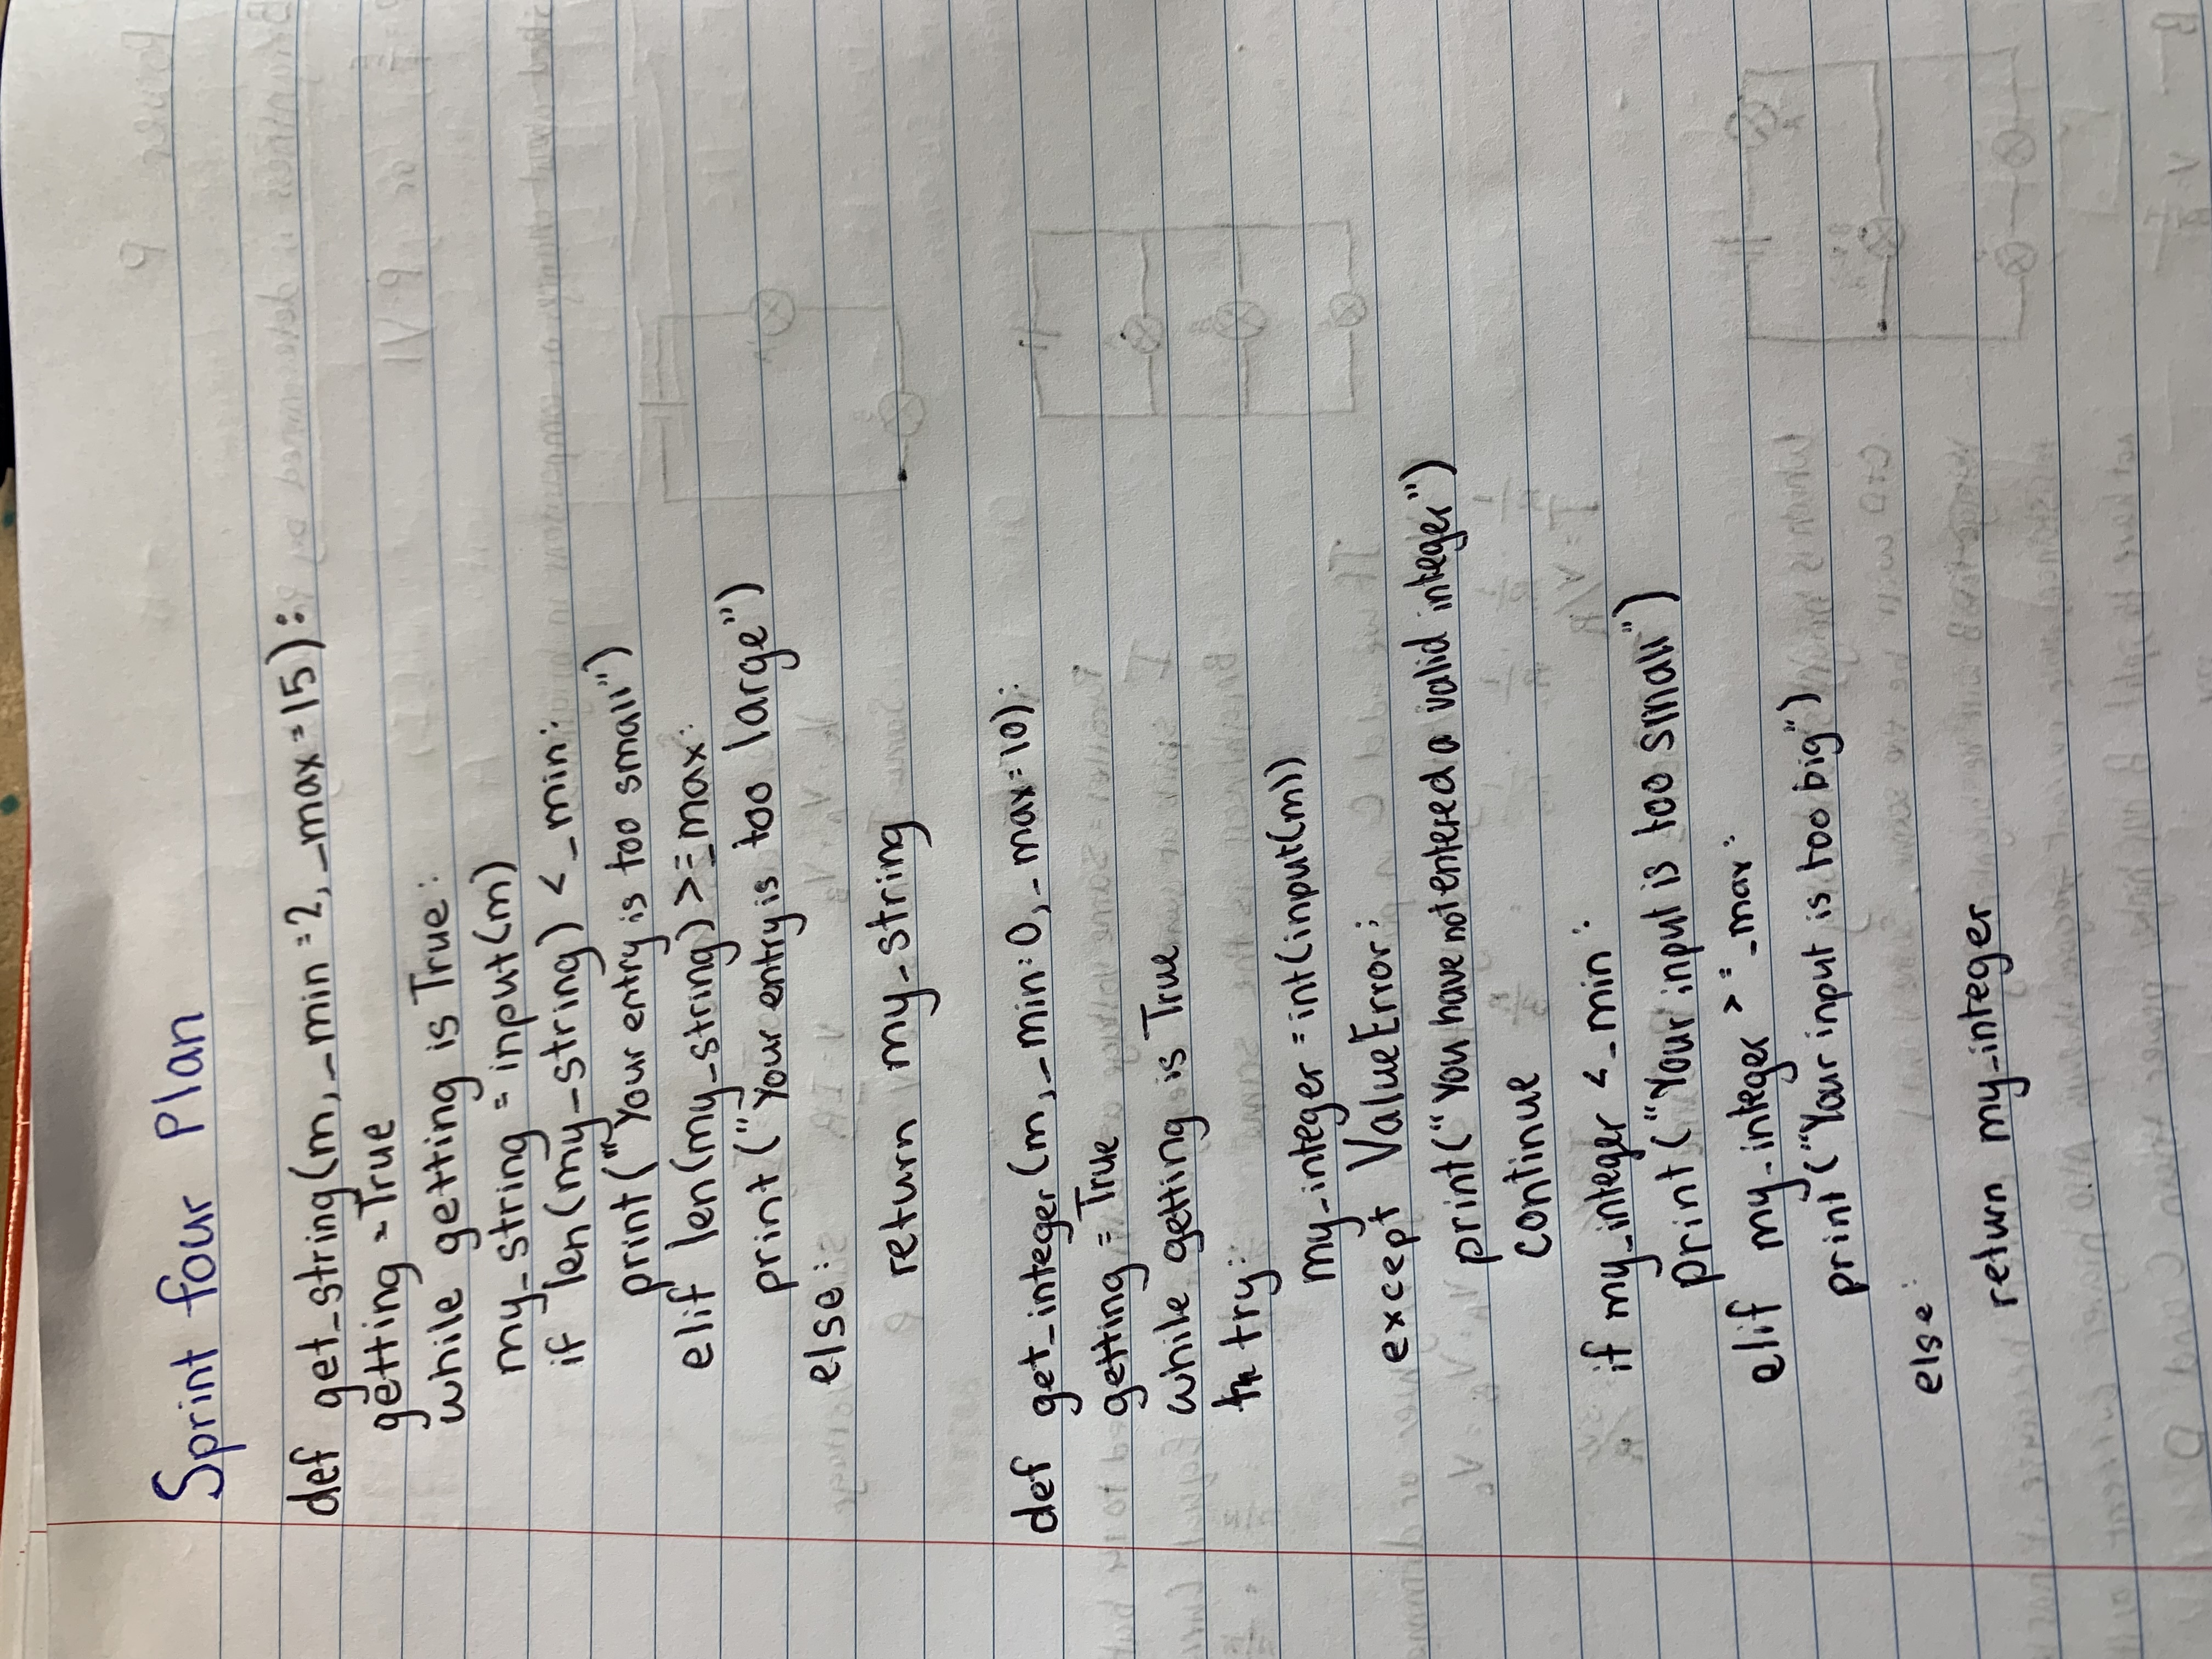 Sprint four Plan
def get_string(m, _min=2, _max=15):
getting = True
while getting is True:
my_string = input(m)
if len(my_string) < _min:
print("Your entry is too small")
elif len(my_string) >= _max:
print("Your entry is too large")
else:
return my_string
def get_integer(m, _min=0, _max=10):
getting = True
while getting is True
try:
my_integer = int(input(m))
except ValueError:
print("You have not entered a valid integer")
continue
if my_integer < _min:
print("Your input is too small")
elif my_integer >= _max:
print("Your input is too big")
else:
return my_integer